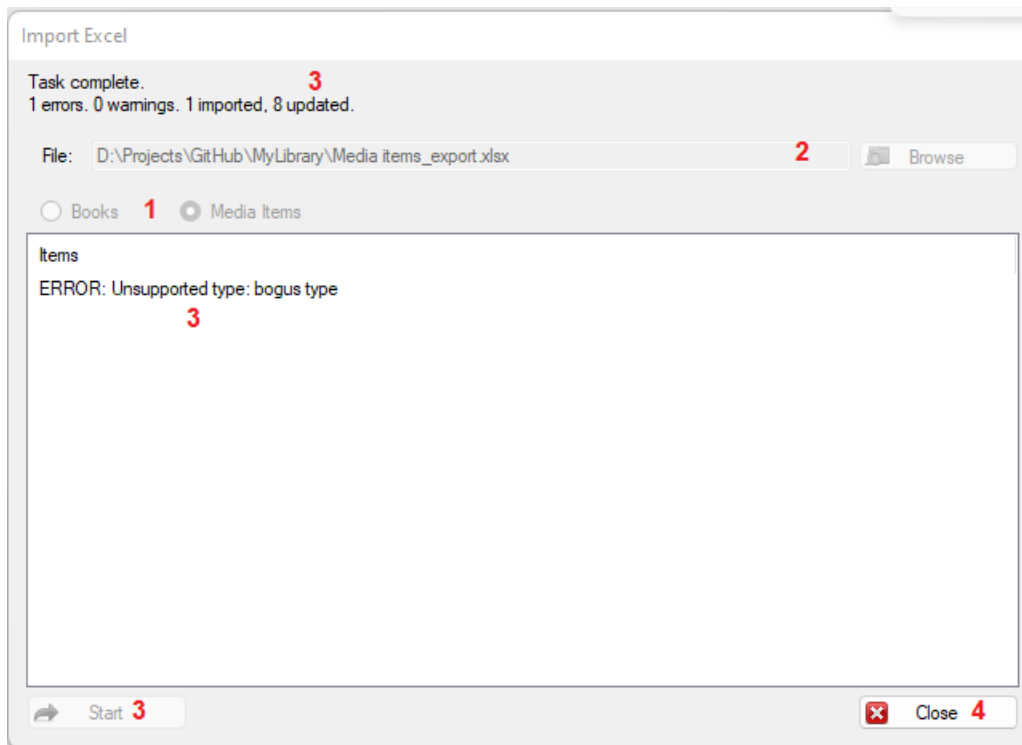 Import Excel
Task complete. 3
1 errors. 0 warnings. 1 imported, 8 updated.
File: D:\Projects\GitHub\MyLibrary\Media items_export.xlsx 2 Browse
Books 1 Media Items
Items
ERROR: Unsupported type: bogus type
3
Start 3 Close 4